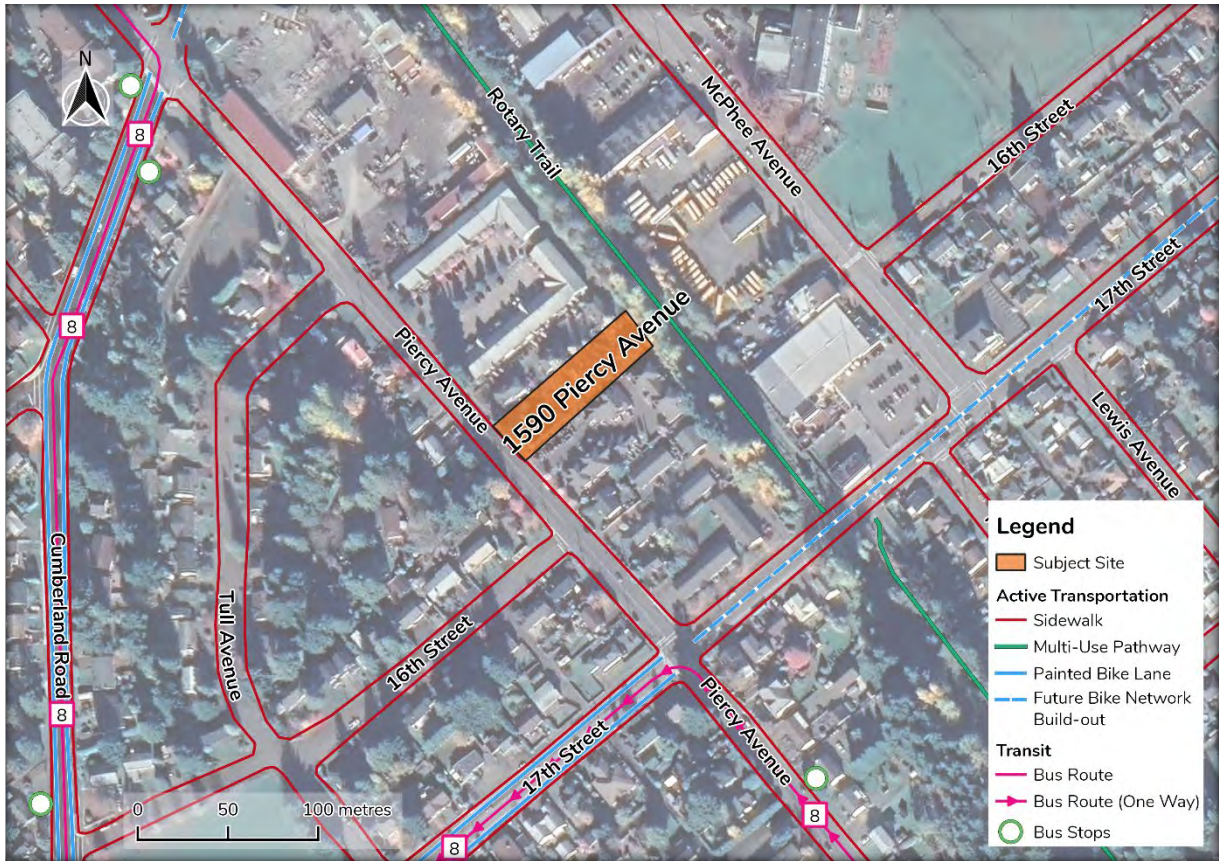 N
8
Rotary Trail
McPhee Avenue
16th Street
17th Street
8
Piercy Avenue
1590 Piercy Avenue
Lewis Avenue
Cumberland Road
Tull Avenue
16th Street
8
17th Street
Piercy Avenue
8
8
0 50 100 metres
Legend
Subject Site
Active Transportation
Sidewalk
Multi-Use Pathway
Painted Bike Lane
Future Bike Network
Build-out
Transit
Bus Route
Bus Route (One Way)
Bus Stops